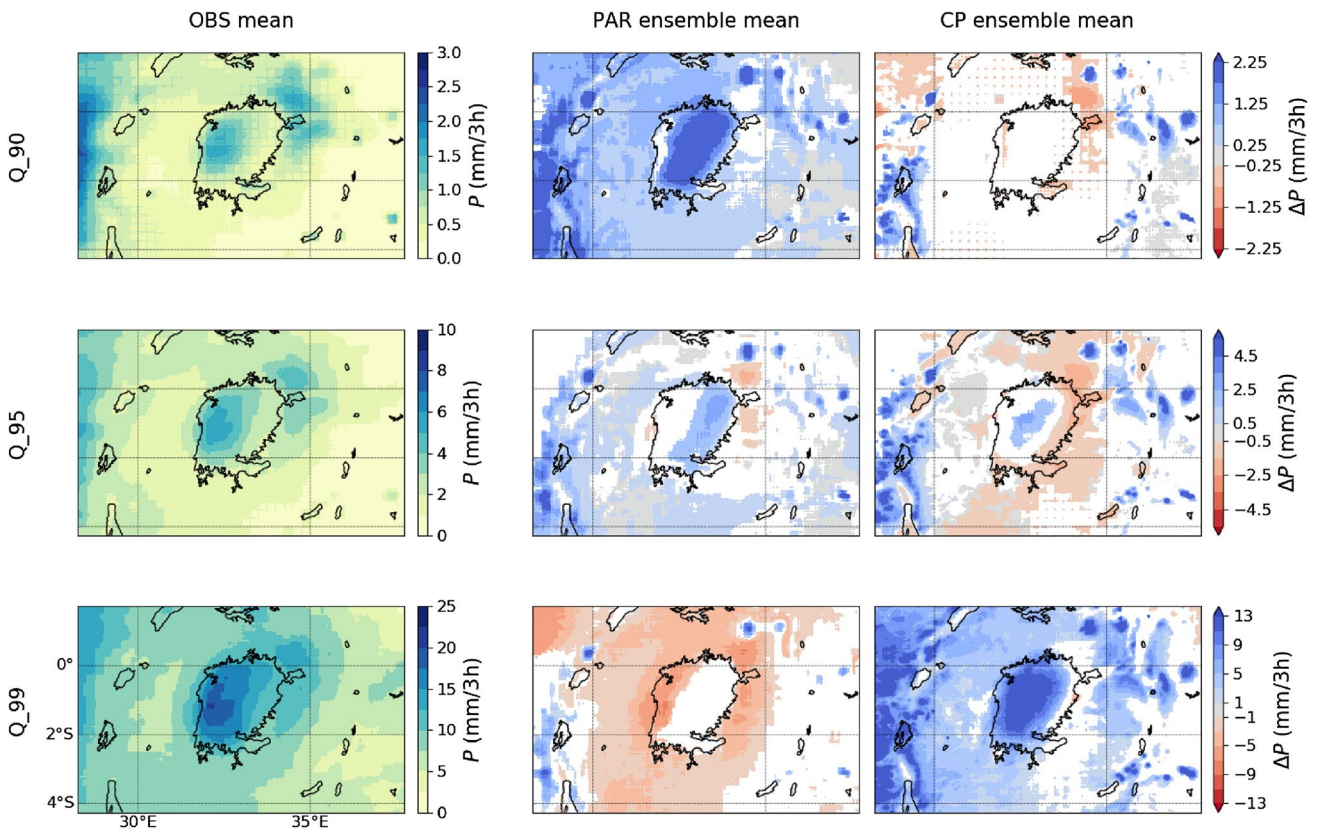 OBS mean
PAR ensemble mean
CP ensemble mean
Q_90
3.0
2.5
2.0
1.5
1.0
0.5
0.0
P (mm/3h)
2.25
1.25
0.25
−0.25
−1.25
−2.25
ΔP (mm/3h)
Q_95
10
8
6
4
2
0
P (mm/3h)
4.5
2.5
0.5
−0.5
−2.5
−4.5
ΔP (mm/3h)
Q_99
0°
2°S
4°S
30°E
35°E
25
20
15
10
5
0
P (mm/3h)
13
9
5
1
−1
−5
−9
−13
ΔP (mm/3h)